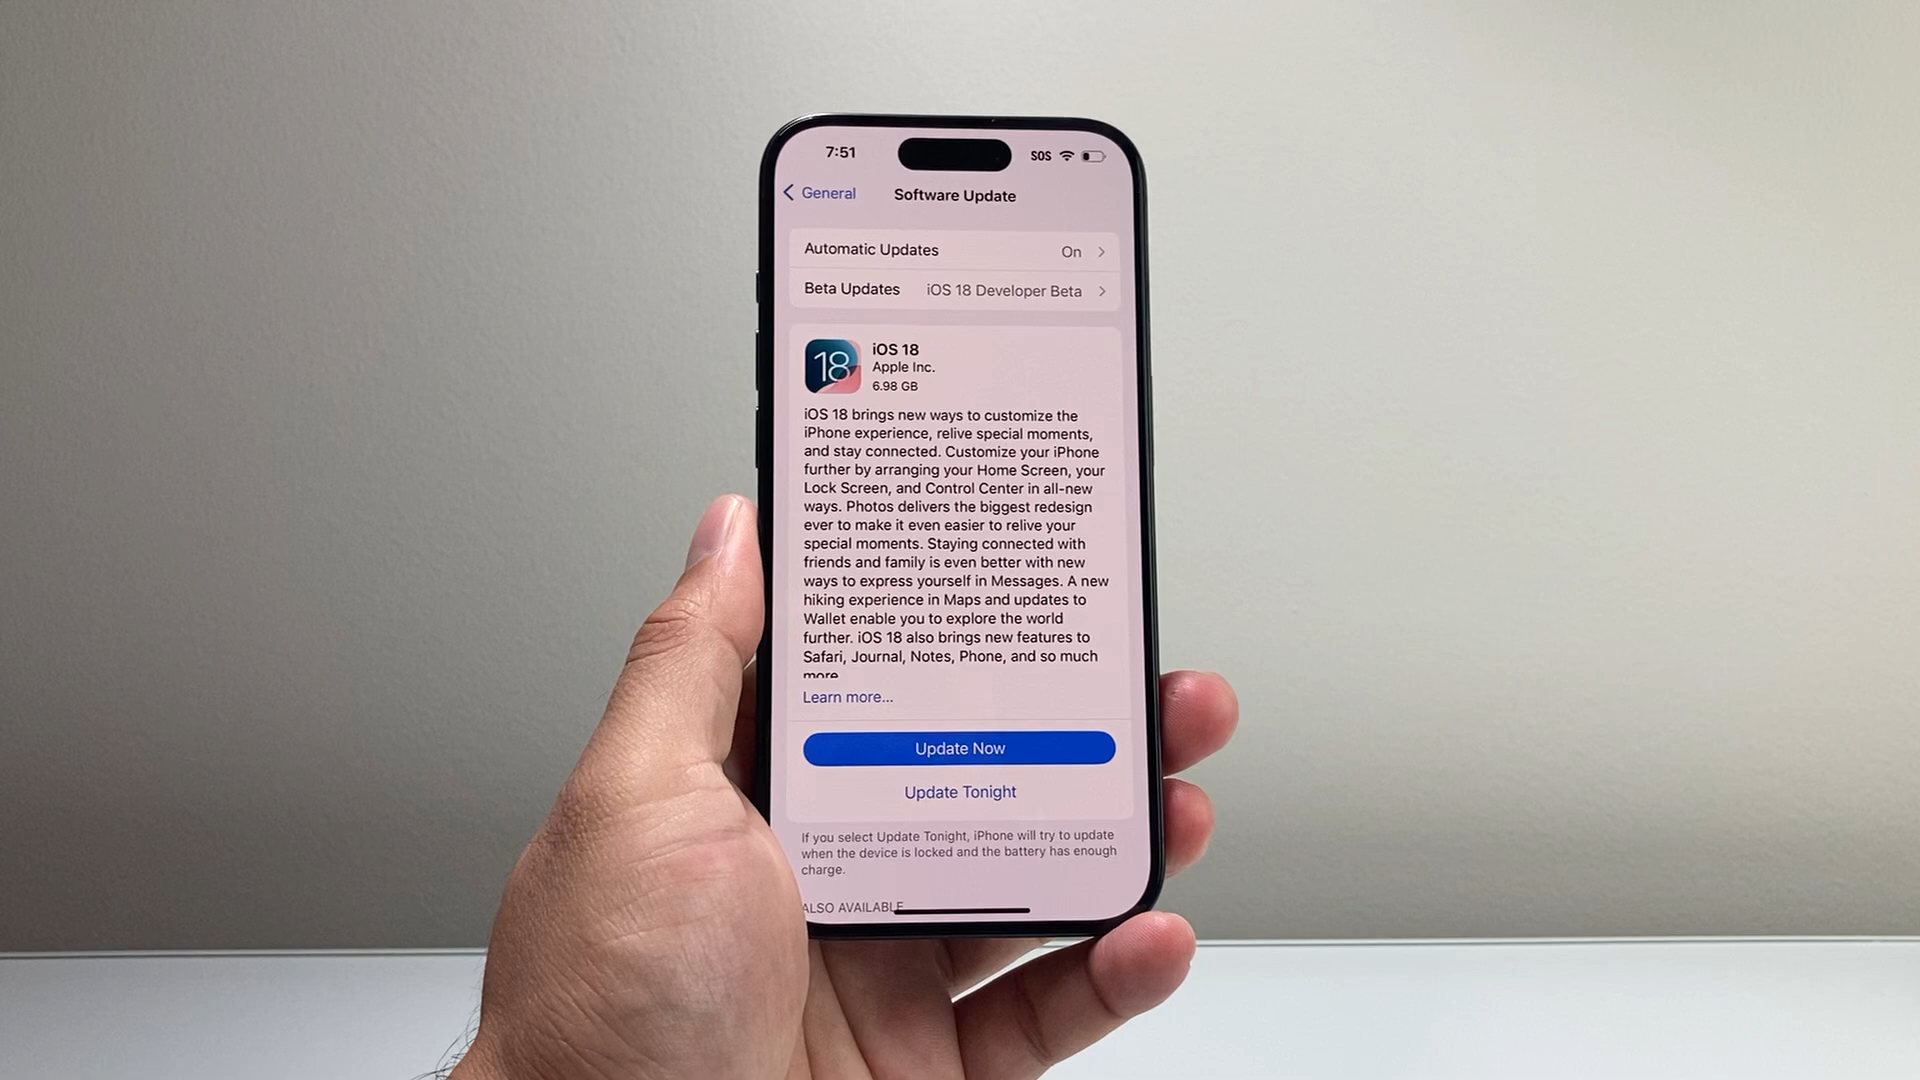 7:51
SOS
General
Software Update
Automatic Updates On
Beta Updates iOS 18 Developer Beta
18
iOS 18
Apple Inc.
6.98 GB
iOS 18 brings new ways to customize the
iPhone experience, relive special moments,
and stay connected. Customize your iPhone
further by arranging your Home Screen, your
Lock Screen, and Control Center in all-new
ways. Photos delivers the biggest redesign
ever to make it even easier to relive your
special moments. Staying connected with
friends and family is even better with new
ways to express yourself in Messages. A new
hiking experience in Maps and updates to
Wallet enable you to explore the world
further. iOS 18 also brings new features to
Safari, Journal, Notes, Phone, and so much
more
Learn more...
Update Now
Update Tonight
If you select Update Tonight, iPhone will try to update
when the device is locked and the battery has enough
charge.
ALSO AVAILABLE